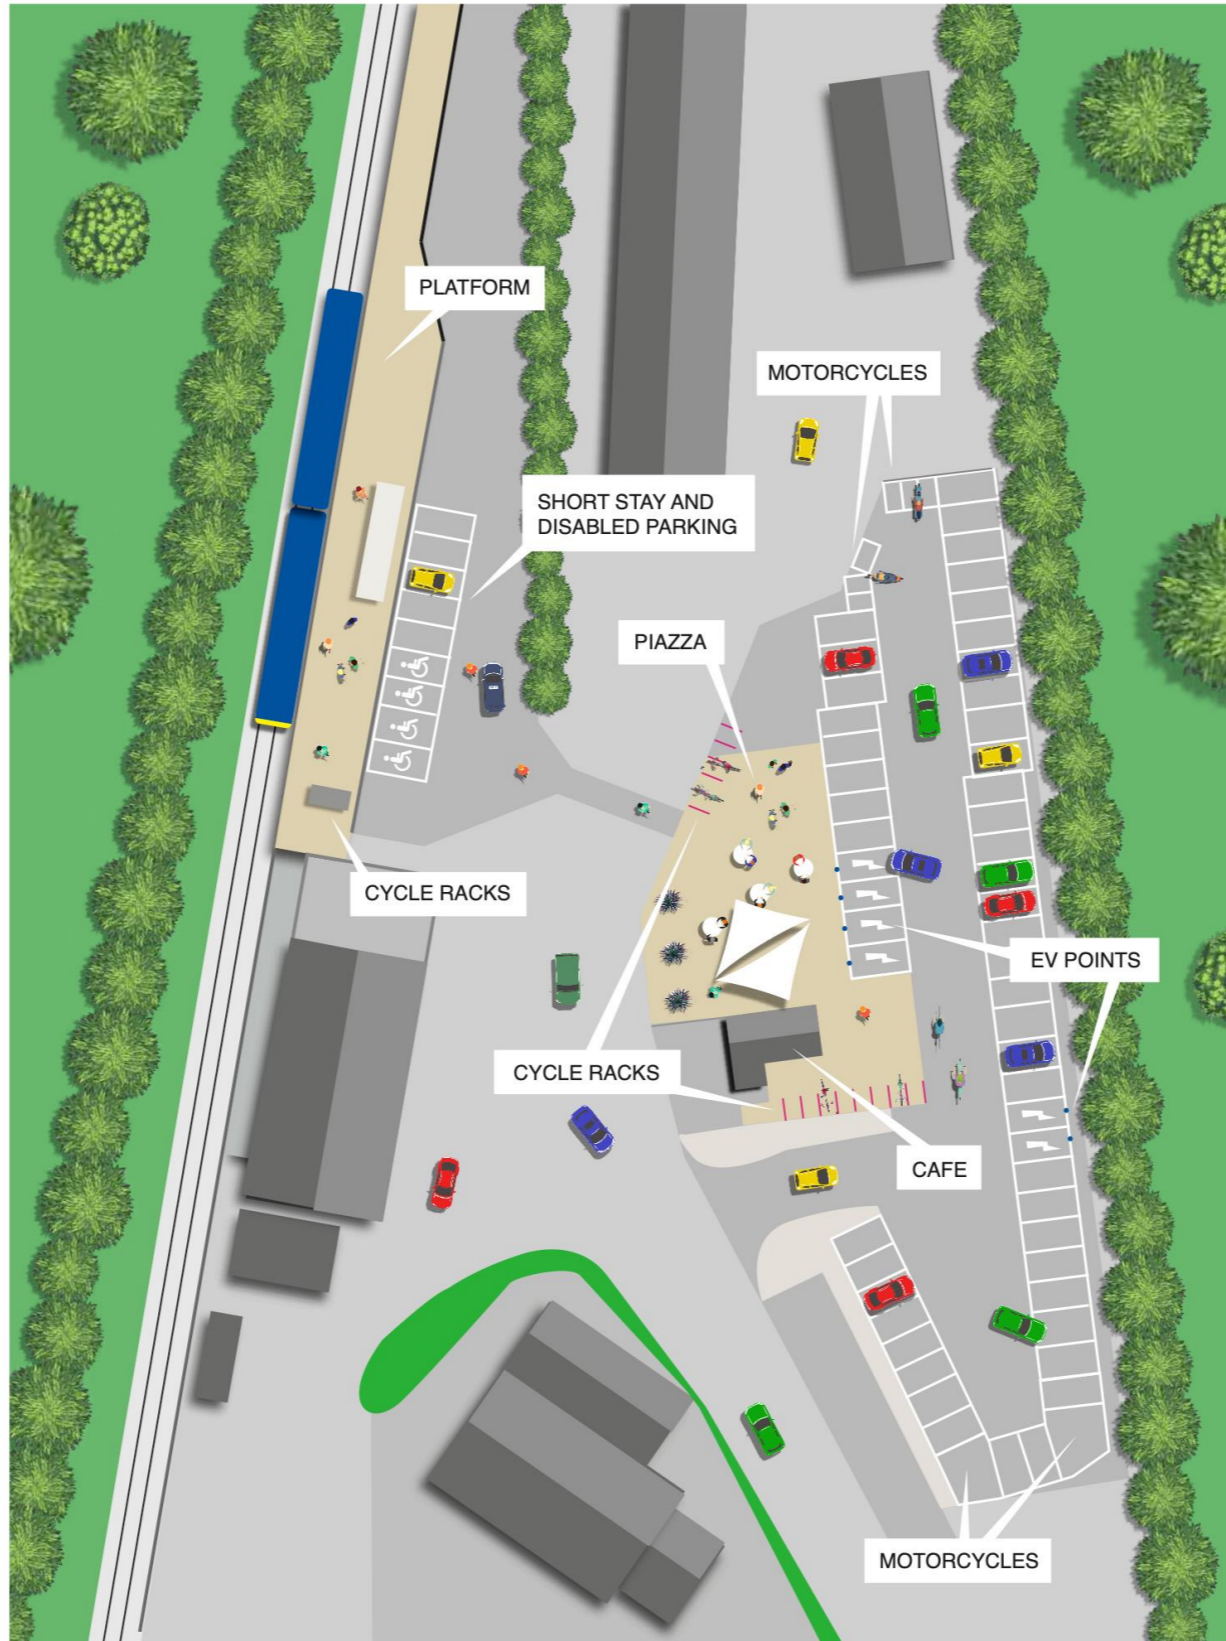 PLATFORM
MOTORCYCLES
SHORT STAY AND
DISABLED PARKING
PIAZZA
CYCLE RACKS
EV POINTS
CYCLE RACKS
CAFE
MOTORCYCLES